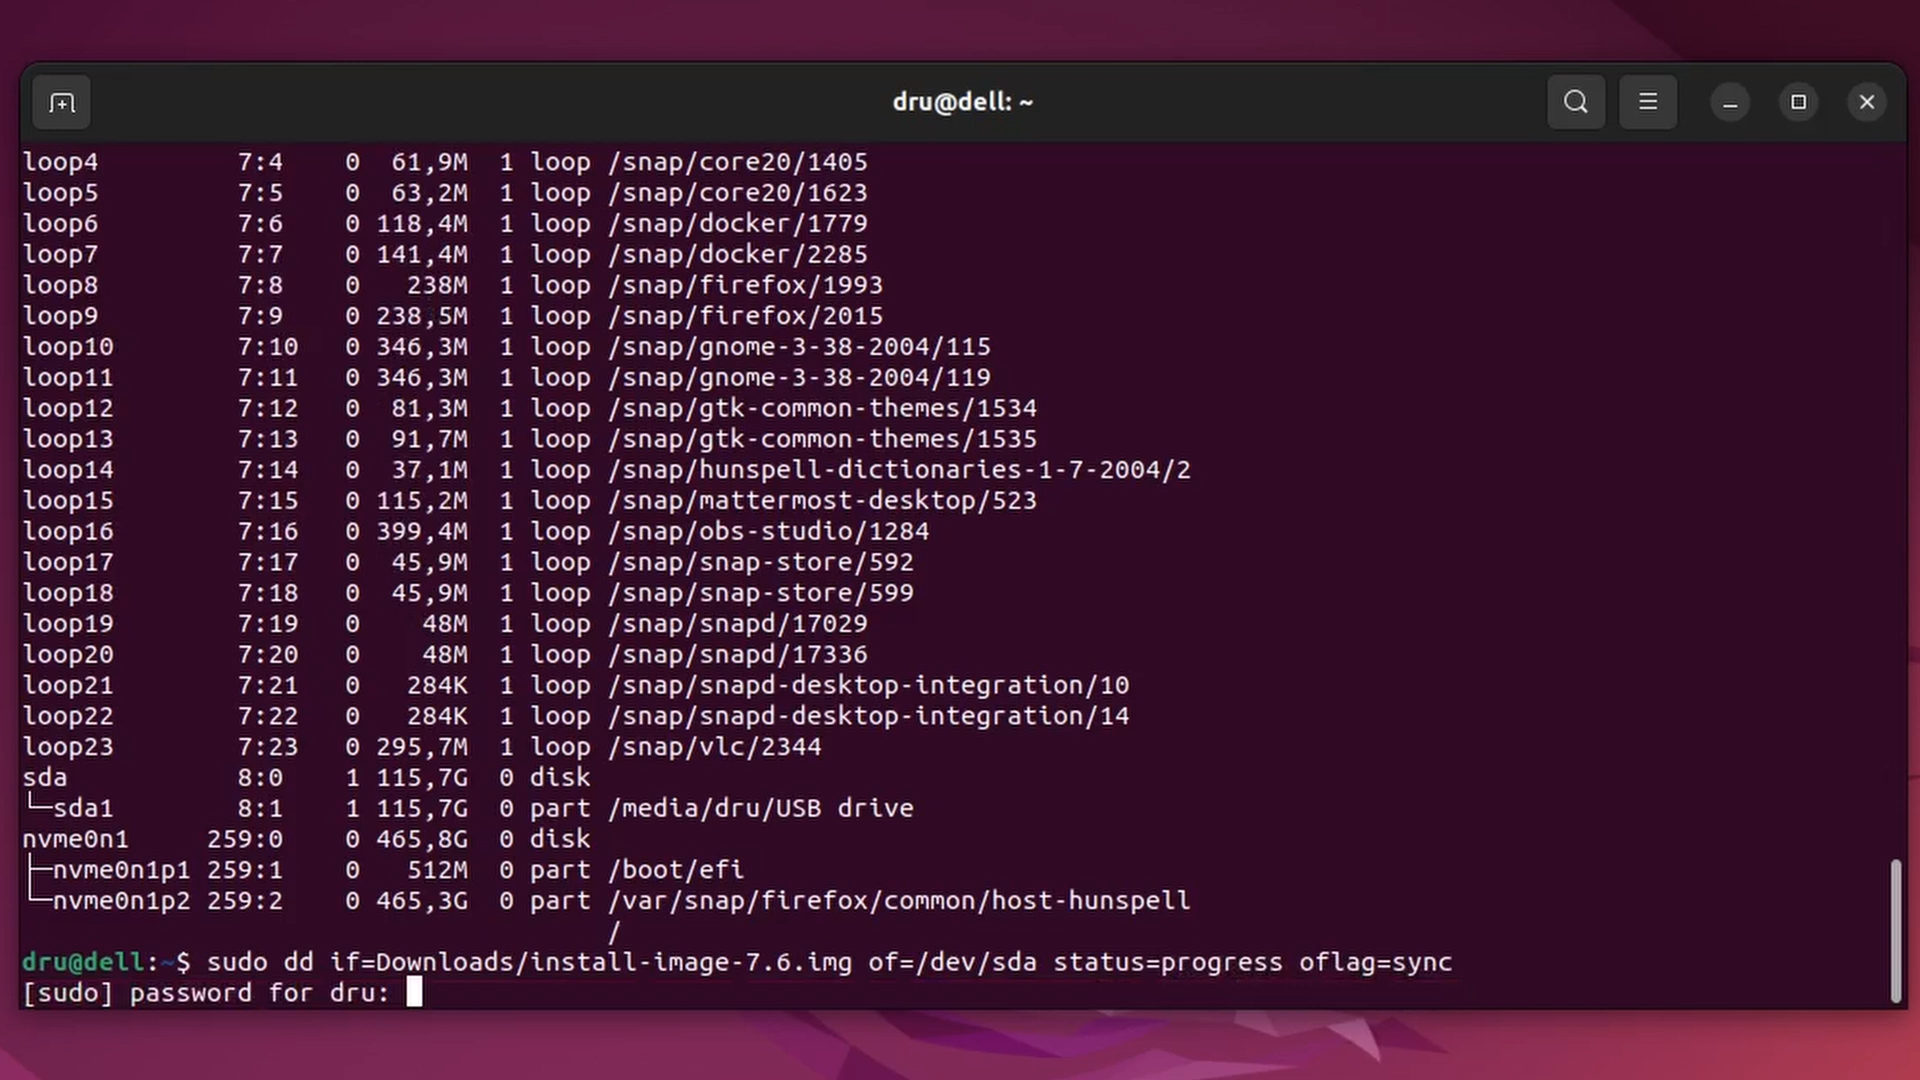 dru@dell: ~
loop4 7:4 0 61,9M 1 loop /snap/core20/1405
loop5 7:5 0 63,2M 1 loop /snap/core20/1623
loop6 7:6 0 118,4M 1 loop /snap/docker/1779
loop7 7:7 0 141,4M 1 loop /snap/docker/2285
loop8 7:8 0 238M 1 loop /snap/firefox/1993
loop9 7:9 0 238,5M 1 loop /snap/firefox/2015
loop10 7:10 0 346,3M 1 loop /snap/gnome-3-38-2004/115
loop11 7:11 0 346,3M 1 loop /snap/gnome-3-38-2004/119
loop12 7:12 0 81,3M 1 loop /snap/gtk-common-themes/1534
loop13 7:13 0 91,7M 1 loop /snap/gtk-common-themes/1535
loop14 7:14 0 37,1M 1 loop /snap/hunspell-dictionaries-1-7-2004/2
loop15 7:15 0 115,2M 1 loop /snap/mattermost-desktop/523
loop16 7:16 0 399,4M 1 loop /snap/obs-studio/1284
loop17 7:17 0 45,9M 1 loop /snap/snap-store/592
loop18 7:18 0 45,9M 1 loop /snap/snap-store/599
loop19 7:19 0 48M 1 loop /snap/snapd/17029
loop20 7:20 0 48M 1 loop /snap/snapd/17336
loop21 7:21 0 284K 1 loop /snap/snapd-desktop-integration/10
loop22 7:22 0 284K 1 loop /snap/snapd-desktop-integration/14
loop23 7:23 0 295,7M 1 loop /snap/vlc/2344
sda 8:0 1 115,7G 0 disk
└─sda1 8:1 1 115,7G 0 part /media/dru/USB drive
nvme0n1 259:0 0 465,8G 0 disk
├─nvme0n1p1 259:1 0 512M 0 part /boot/efi
└─nvme0n1p2 259:2 0 465,3G 0 part /var/snap/firefox/common/host-hunspell
/
dru@dell:~$ sudo dd if=Downloads/install-image-7.6.img of=/dev/sda status=progress oflag=sync
[sudo] password for dru: